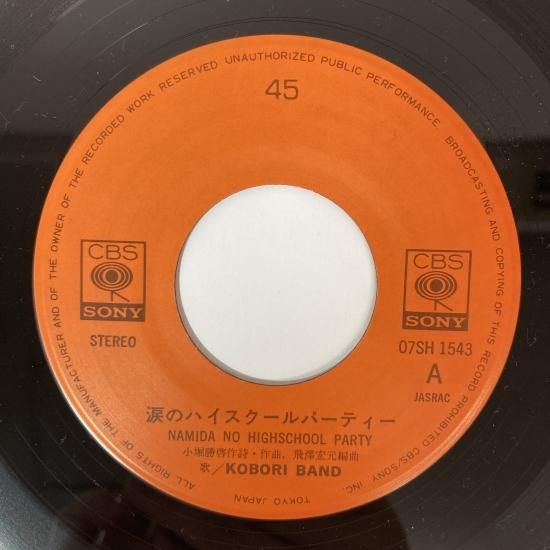 ALL RIGHTS OF THE MANUFACTURER AND OF THE OWNER OF THE RECORDED WORK RESERVED UNAUTHORIZED PUBLIC PERFORMANCE, BROADCASTING AND COPYING OF THIS RECORD PROHIBITED CBS/SONY INC.
45
CBS
SONY
CBS
SONY
STEREO
07SH 1543
A
JASRAC
涙のハイスクールパーティー
NAMIDA NO HIGHSCHOOL PARTY
小堀勝啓作詩・作曲, 飛澤宏元編曲
歌/KOBORI BAND
TOKYO JAPAN